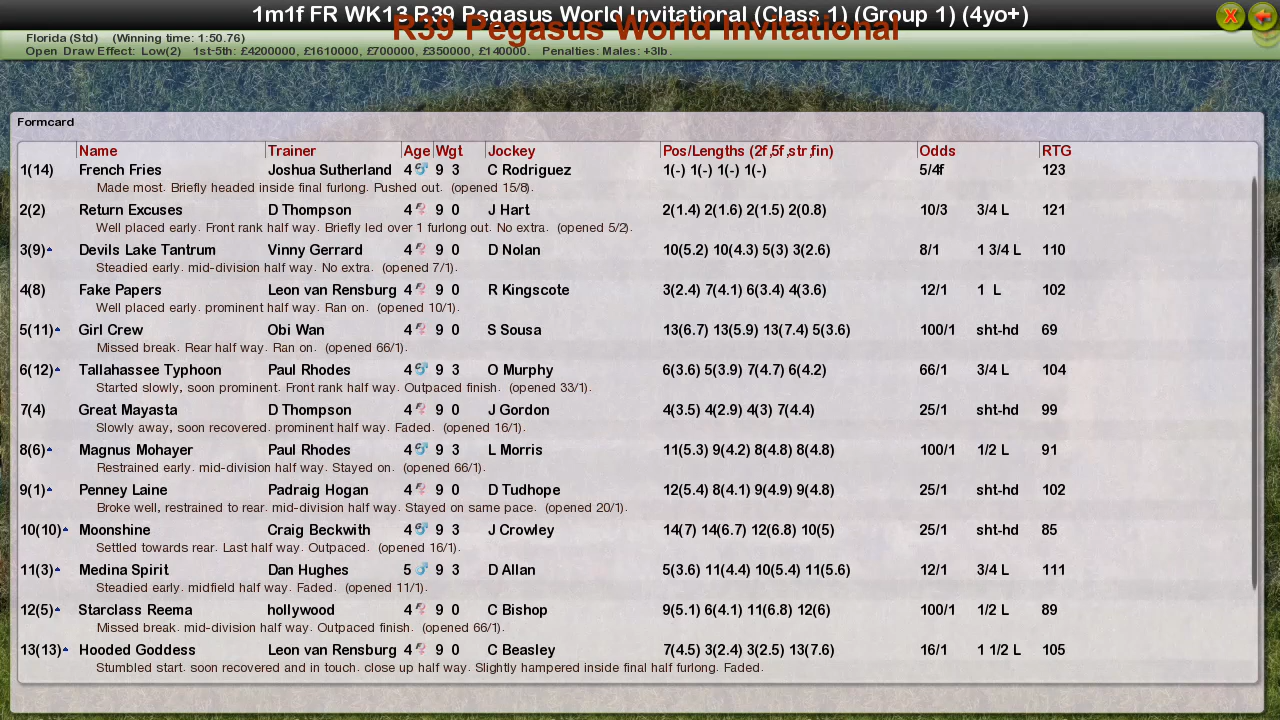 1m1f FR WK13 R39 Pegasus World Invitational (Class 1) (Group 1) (4yo+)
R39 Pegasus World Invitational
Florida (Std) (Winning time: 1:50.76)
Open Draw Effect: Low(2) 1st-5th: £4200000, £1610000, £700000, £350000, £140000. Penalties: Males: +3lb.
Formcard
Name Trainer Age Wgt Jockey Pos/Lengths (2f,5f,str,fin) Odds RTG
1(14) French Fries Joshua Sutherland 4 9 3 C Rodriguez 1(-) 1(-) 1(-) 1(-) 5/4f 123
Made most. Briefly headed inside final furlong. Pushed out. (opened 15/8).
2(2) Return Excuses D Thompson 4 9 0 J Hart 2(1.4) 2(1.6) 2(1.5) 2(0.8) 10/3 3/4 L 121
Well placed early. Front rank half way. Briefly led over 1 furlong out. No extra. (opened 5/2).
3(9) Devils Lake Tantrum Vinny Gerrard 4 9 0 D Nolan 10(5.2) 10(4.3) 5(3) 3(2.6) 8/1 1 3/4 L 110
Steadied early. mid-division half way. No extra. (opened 7/1).
4(8) Fake Papers Leon van Rensburg 4 9 0 R Kingscote 3(2.4) 7(4.1) 6(3.4) 4(3.6) 12/1 1 L 102
Well placed early. prominent half way. Ran on. (opened 10/1).
5(11) Girl Crew Obi Wan 4 9 0 S Sousa 13(6.7) 13(5.9) 13(7.4) 5(3.6) 100/1 sht-hd 69
Missed break. Rear half way. Ran on. (opened 66/1).
6(12) Tallahassee Typhoon Paul Rhodes 4 9 3 O Murphy 6(3.6) 5(3.9) 7(4.7) 6(4.2) 66/1 3/4 L 104
Started slowly, soon prominent. Front rank half way. Outpaced finish. (opened 33/1).
7(4) Great Mayasta D Thompson 4 9 0 J Gordon 4(3.5) 4(2.9) 4(3) 7(4.4) 25/1 sht-hd 99
Slowly away, soon recovered. prominent half way. Faded. (opened 16/1).
8(6) Magnus Mohayer Paul Rhodes 4 9 3 L Morris 11(5.3) 9(4.2) 8(4.8) 8(4.8) 100/1 1/2 L 91
Restrained early. mid-division half way. Stayed on. (opened 66/1).
9(1) Penney Laine Padraig Hogan 4 9 0 D Tudhope 12(5.4) 8(4.1) 9(4.9) 9(4.8) 25/1 sht-hd 102
Broke well, restrained to rear. mid-division half way. Stayed on same pace. (opened 20/1).
10(10) Moonshine Craig Beckwith 4 9 3 J Crowley 14(7) 14(6.7) 12(6.8) 10(5) 25/1 sht-hd 85
Settled towards rear. Last half way. Outpaced. (opened 16/1).
11(3) Medina Spirit Dan Hughes 5 9 3 D Allan 5(3.6) 11(4.4) 10(5.4) 11(5.6) 12/1 3/4 L 111
Steadied early. midfield half way. Faded. (opened 11/1).
12(5) Starclass Reema hollywood 4 9 0 C Bishop 9(5.1) 6(4.1) 11(6.8) 12(6) 100/1 1/2 L 89
Missed break. mid-division half way. Outpaced finish. (opened 66/1).
13(13) Hooded Goddess Leon van Rensburg 4 9 0 C Beasley 7(4.5) 3(2.4) 3(2.5) 13(7.6) 16/1 1 1/2 L 105
Stumbled start. soon recovered and in touch. close up half way. Slightly hampered inside final half furlong. Faded.